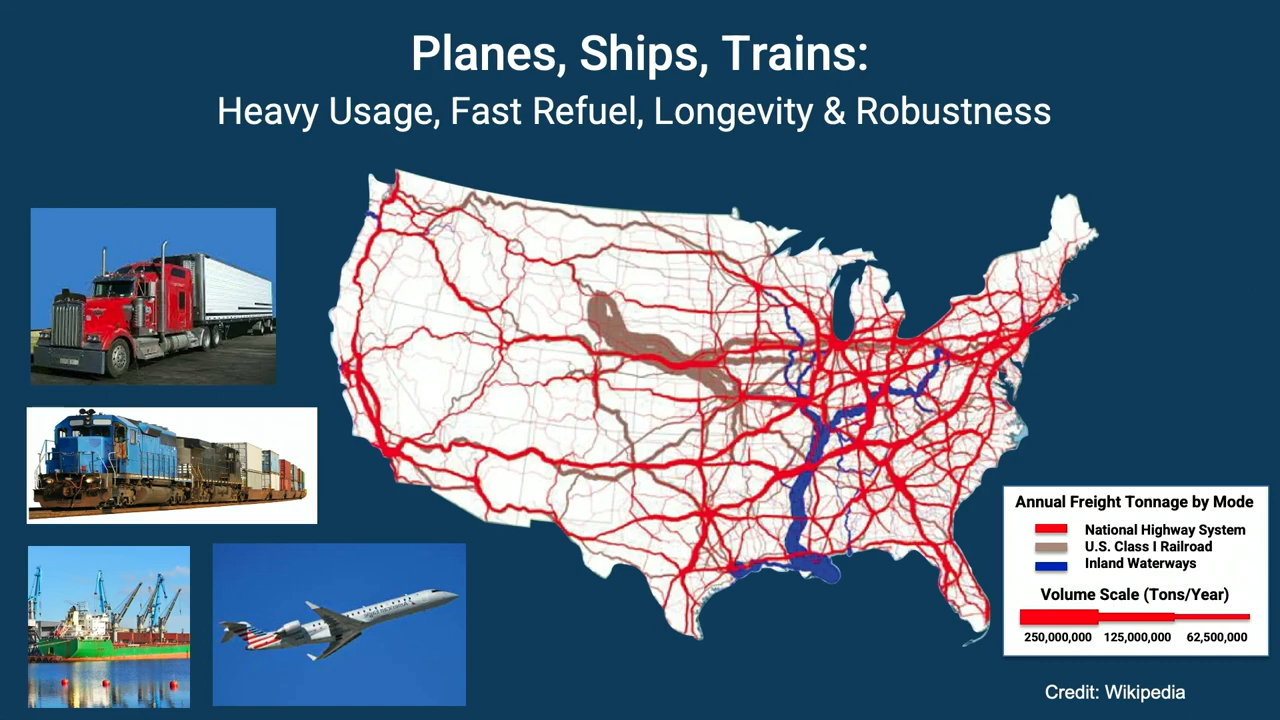 Planes, Ships, Trains:
Heavy Usage, Fast Refuel, Longevity & Robustness
Annual Freight Tonnage by Mode
National Highway System
U.S. Class I Railroad
Inland Waterways
Volume Scale (Tons/Year)
250,000,000 125,000,000 62,500,000
Credit: Wikipedia